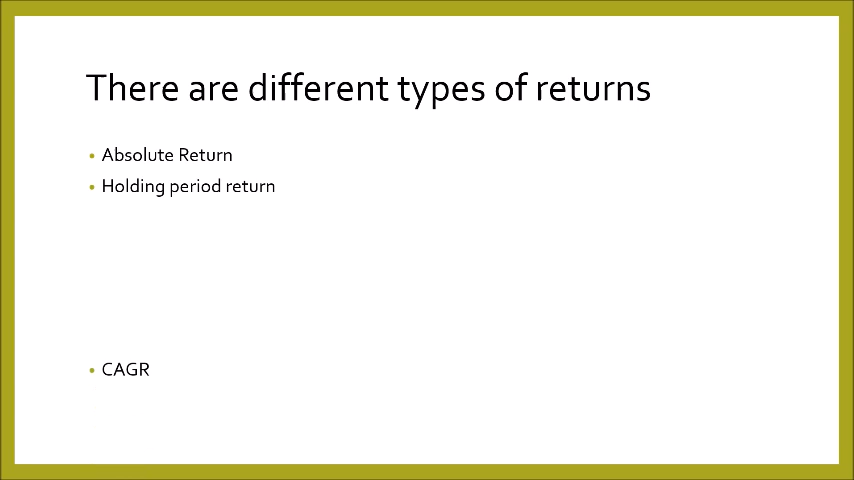 There are different types of returns
• Absolute Return
• Holding period return
• CAGR